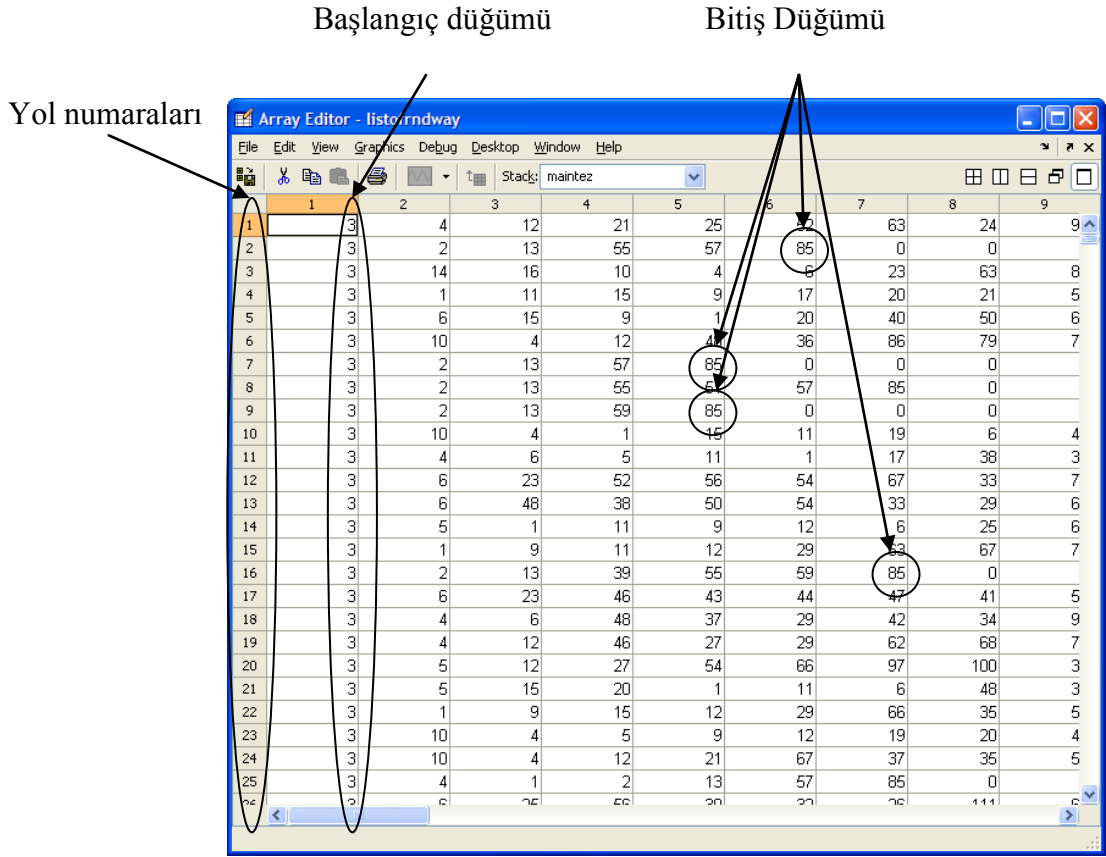 Başlangıç düğümü Bitiş Düğümü
Yol numaraları
Array Editor - listofrndway
File Edit View Graphics Debug Desktop Window Help
Stack: maintez
1 2 3 4 5 6 7 8 9
1 3 4 12 21 25 63 24 9
2 3 2 13 55 57 85 0 0
3 3 14 16 10 4 6 23 63 8
4 3 1 11 15 9 17 20 21 5
5 3 6 15 9 1 20 40 50 6
6 3 10 4 12 36 86 79 7
7 3 2 13 57 85 0 0 0
8 3 2 13 55 57 85 0
9 3 2 13 59 85 0 0 0
10 3 10 4 1 15 11 19 6 4
11 3 4 6 5 11 1 17 38 3
12 3 6 23 52 56 54 67 33 7
13 3 6 48 38 50 54 33 29 6
14 3 5 1 11 9 12 6 25 6
15 3 1 9 11 12 29 63 67 7
16 3 2 13 39 55 59 85 0
17 3 6 23 46 43 44 47 41 5
18 3 4 6 48 37 29 42 34 9
19 3 4 12 46 27 29 62 68 7
20 3 5 12 27 54 66 97 100 3
21 3 5 15 20 1 11 6 48 3
22 3 1 9 15 12 29 66 35 5
23 3 10 4 5 9 12 19 20 4
24 3 10 4 12 21 67 37 35 5
25 3 4 1 2 13 57 85 0